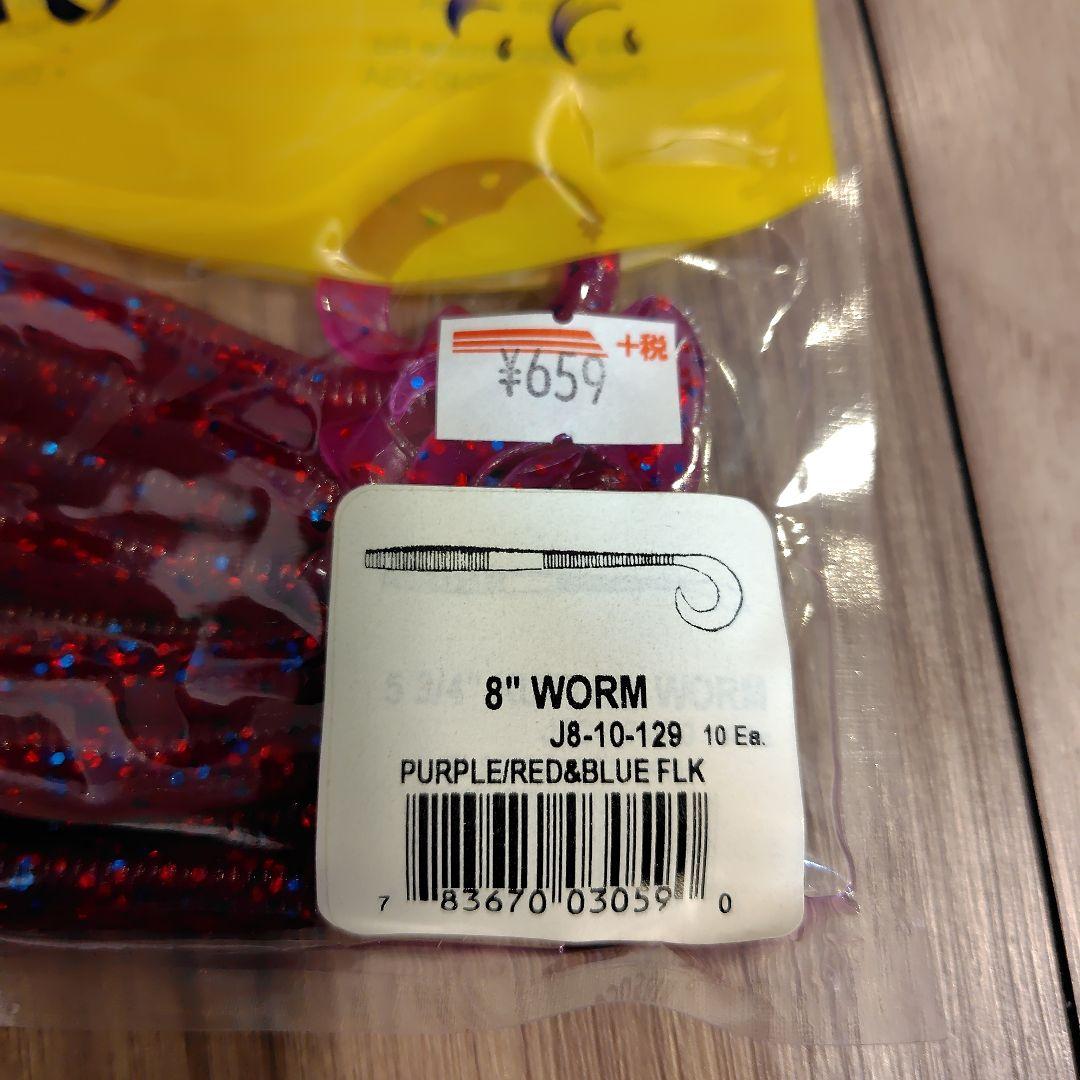 +税
¥659
8" WORM
J8-10-129 10 Ea.
PURPLE/RED&BLUE FLK
7 83670 03059 0